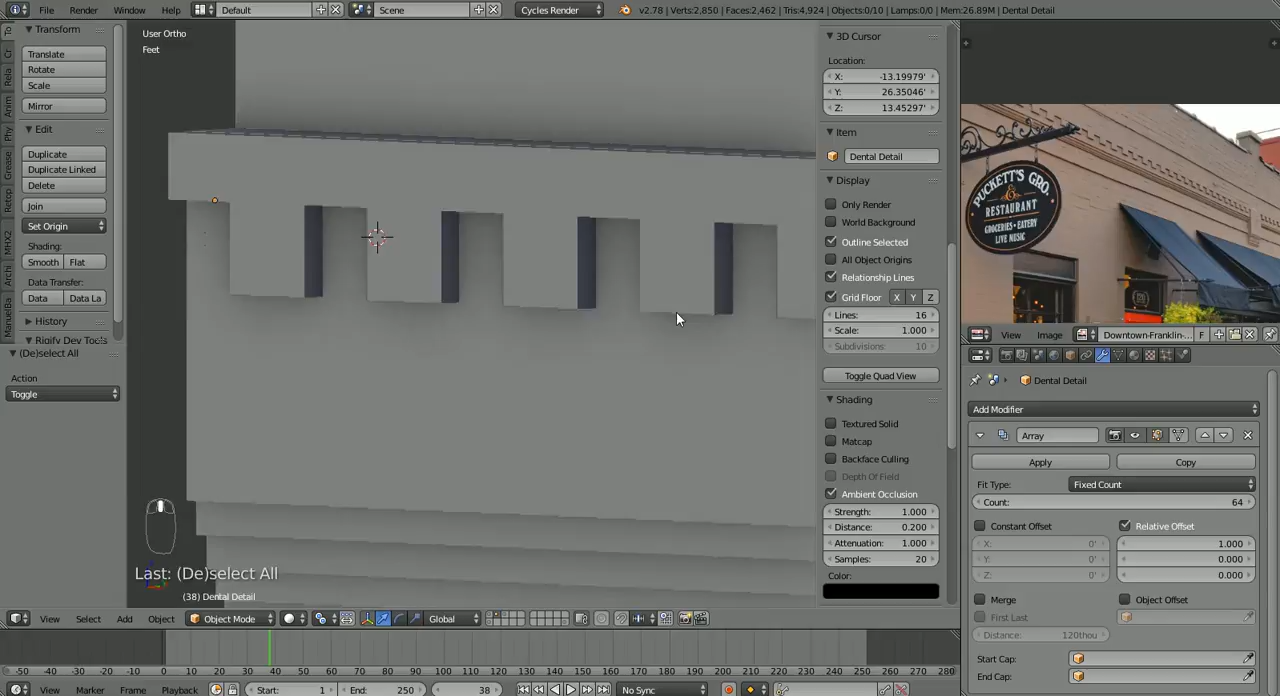 File Render Window Help Default Scene Cycles Render v2.78 | Verts:2,850 | Faces:2,462 | Tris:4,924 | Objects:0/10 | Lamps:0/0 | Mem:26.89M | Dental Detail
Transform
Translate
Rotate
Scale
Mirror
Edit
Duplicate
Duplicate Linked
Delete
Join
Set Origin
Shading:
Smooth Flat
Data Transfer:
Data Data La
History
Rigify Dev Tools
(De)select All
Action
Toggle
To
Cr
Rela
Anim
Phy
Grease
Retop
MHX2
Archi
ManuelBa
User Ortho
Feet
Last: (De)select All
(38) Dental Detail
3D Cursor
Location:
X: -13.19979'
Y: 26.35046'
Z: 13.45297'
Item
Dental Detail
Display
Only Render
World Background
Outline Selected
All Object Origins
Relationship Lines
Grid Floor X Y Z
Lines: 16
Scale: 1.000
Subdivisions: 10
Toggle Quad View
Shading
Textured Solid
Matcap
Backface Culling
Depth Of Field
Ambient Occlusion
Strength: 1.000
Distance: 0.200
Attenuation: 1.000
Samples: 20
Color:
PUCKETT'S GRO.
&
RESTAURANT
GROCERIES·EATERY
LIVE MUSIC
View Image Downtown-Franklin-... F
Dental Detail
Add Modifier
Array
Apply Copy
Fit Type: Fixed Count
Count: 64
Constant Offset Relative Offset
X: 0' 1.000
Y: 0' 0.000
Z: 0' 0.000
Merge Object Offset
First Last
Distance: 120thou
Start Cap:
End Cap:
View Select Add Object Object Mode Global
-50 -40 -30 -20 -10 0 10 20 30 40 50 60 70 80 90 100 110 120 130 140 150 160 170 180 190 200 210 220 230 240 250 260 270 280
View Marker Frame Playback Start: 1 End: 250 38 No Sync